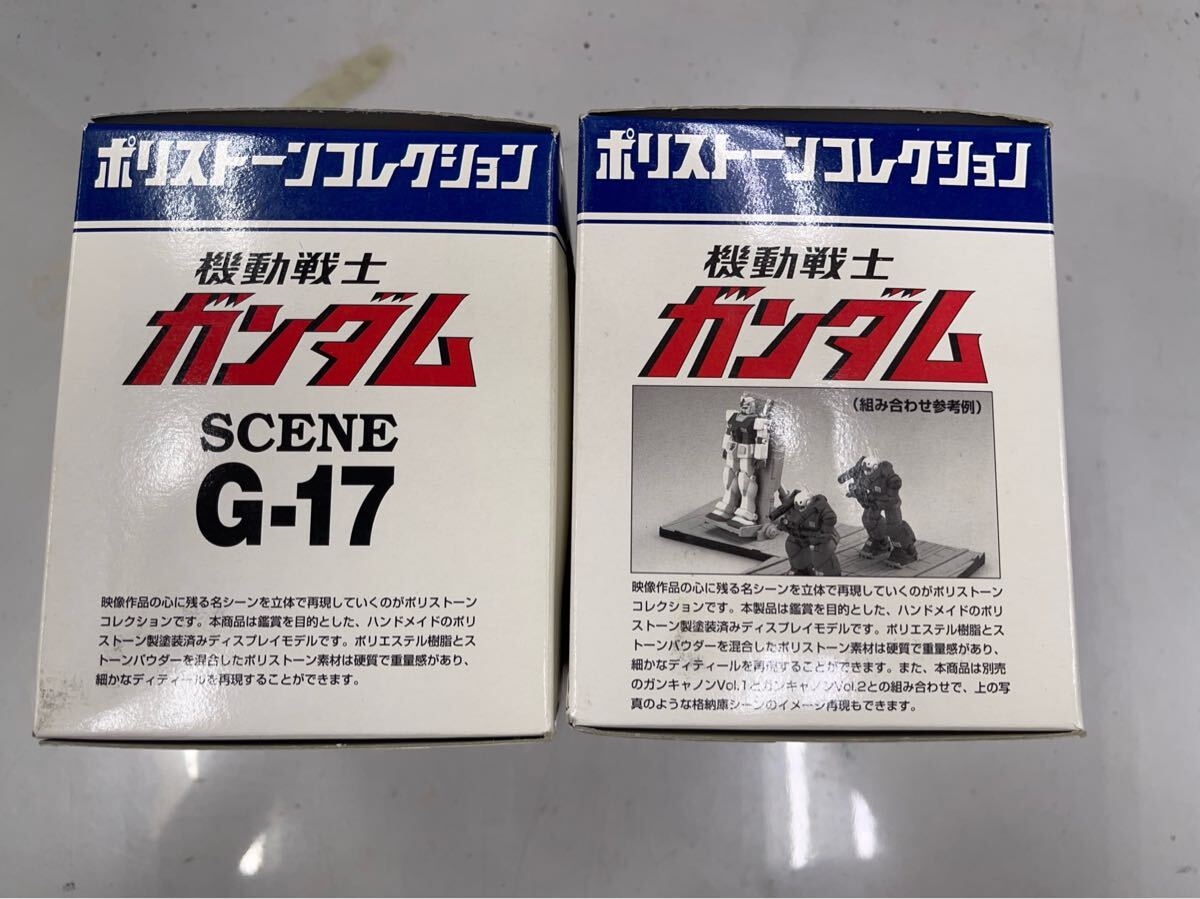 ポリストーンコレクション
機動戦士
ガンダム
SCENE
G-17
映像作品の心に残る名シーンを立体で再現していくのがポリストーン
コレクションです。本商品は鑑賞を目的とした、ハンドメイドのポリ
ストーン製塗装済みディスプレイモデルです。ポリエステル樹脂とス
トーンパウダーを混合したポリストーン素材は硬質で重量感があり、
細かなディティールを再現することができます。
ポリストーンコレクション
機動戦士
ガンダム
(組み合わせ参考例)
映像作品の心に残る名シーンを立体で再現していくのがポリストーン
コレクションです。本製品は鑑賞を目的とした、ハンドメイドのポリ
ストーン製塗装済みディスプレイモデルです。ポリエステル樹脂とス
トーンパウダーを混合したポリストーン素材は硬質で重量感があり、
細かなディティールを再現することができます。また、本商品は別売
のガンキャノンVol.1とガンキャノンVol.2との組み合わせで、上の写
真のような格納庫シーンのイメージ再現もできます。